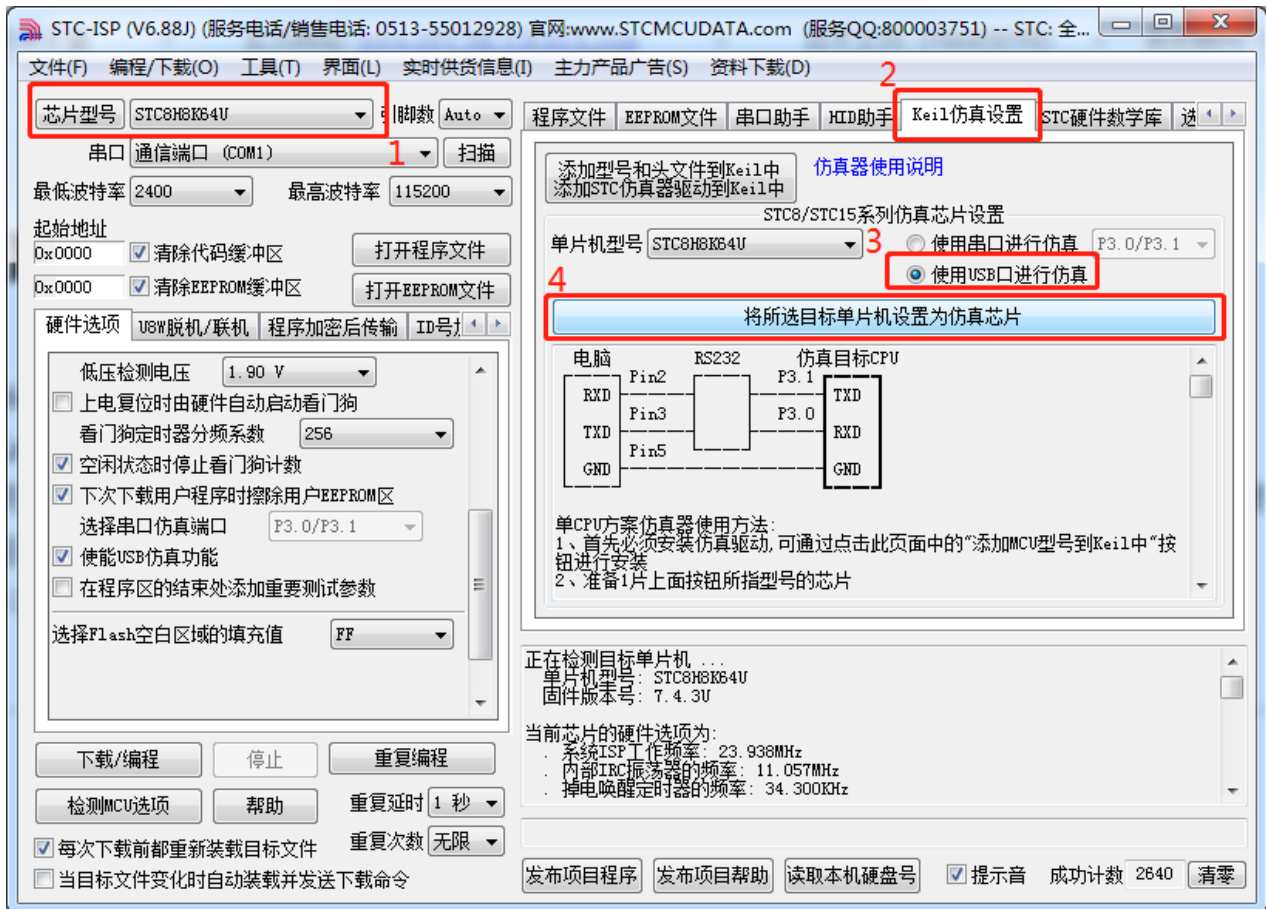 STC-ISP (V6.88J) (服务电话/销售电话: 0513-55012928) 官网:www.STCMCUDATA.com (服务QQ:800003751) -- STC: 全...
文件(F) 编程/下载(O) 工具(T) 界面(L) 实时供货信息(I) 主力产品广告(S) 资料下载(D)
芯片型号 STC8H8K64U 引脚数 Auto
1
串口 通信端口 (COM1) 扫描
最低波特率 2400 最高波特率 115200
起始地址
0x0000 清除代码缓冲区 打开程序文件
0x0000 清除EEPROM缓冲区 打开EEPROM文件
硬件选项 U8W脱机/联机 程序加密后传输 ID号
低压检测电压 1.90 V
上电复位时由硬件自动启动看门狗
看门狗定时器分频系数 256
空闲状态时停止看门狗计数
下次下载用户程序时擦除用户EEPROM区
选择串口仿真端口 P3.0/P3.1
使能USB仿真功能
在程序区的结束处添加重要测试参数
选择Flash空白区域的填充值 FF
下载/编程 停止 重复编程
检测MCU选项 帮助 重复延时 1 秒
每次下载前都重新装载目标文件 重复次数 无限
当目标文件变化时自动装载并发送下载命令
2
程序文件 EEPROM文件 串口助手 HID助手 Keil仿真设置 STC硬件数学库 选
添加型号和头文件到Keil中
添加STC仿真器驱动到Keil中
仿真器使用说明
STC8/STC15系列仿真芯片设置
单片机型号 STC8H8K64U 3 使用串口进行仿真 P3.0/P3.1
使用USB口进行仿真
4
将所选目标单片机设置为仿真芯片
电脑 RS232 仿真目标CPU
Pin2 P3.1
RXD TXD
Pin3 P3.0
TXD RXD
Pin5
GND GND
单CPU方案仿真器使用方法:
1、首先必须安装仿真驱动,可通过点击此页面中的"添加MCU型号到Keil中"按
钮进行安装
2、准备1片上面按钮所指型号的芯片
正在检测目标单片机 ...
单片机型号: STC8H8K64U
固件版本号: 7.4.3U
当前芯片的硬件选项为:
. 系统ISP工作频率: 23.938MHz
. 内部IRC振荡器的频率: 11.057MHz
. 掉电唤醒定时器的频率: 34.300KHz
发布项目程序 发布项目帮助 读取本机硬盘号 提示音 成功计数 2640 清零